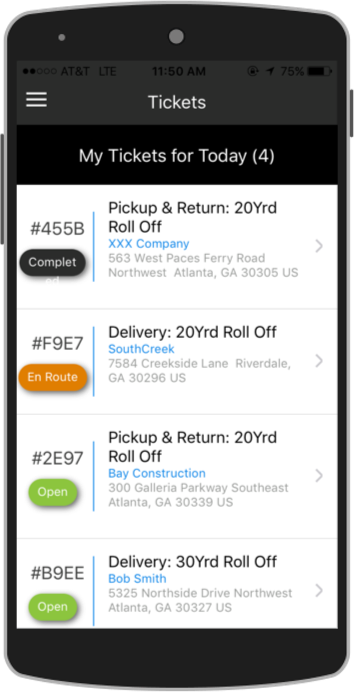 AT&T LTE 11:50 AM 75%
Tickets
My Tickets for Today (4)
#455B
Complet
ed
Pickup & Return: 20Yrd
Roll Off
XXX Company
563 West Paces Ferry Road
Northwest Atlanta, GA 30305 US
#F9E7
En Route
Delivery: 20Yrd Roll Off
SouthCreek
7584 Creekside Lane Riverdale,
GA 30296 US
#2E97
Open
Pickup & Return: 20Yrd
Roll Off
Bay Construction
300 Galleria Parkway Southeast
Atlanta, GA 30339 US
#B9EE
Open
Delivery: 30Yrd Roll Off
Bob Smith
5325 Northside Drive Northwest
Atlanta, GA 30327 US